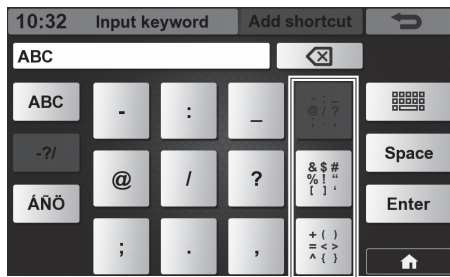 10:32 Input keyword Add shortcut
ABC
ABC - : _ - : _
@ / ?
; . ,
-?/ @ / ? & $ #
% ! “
[ ] ‘
Space
ÁÑÖ ; . , + ( )
= < >
^ { }
Enter